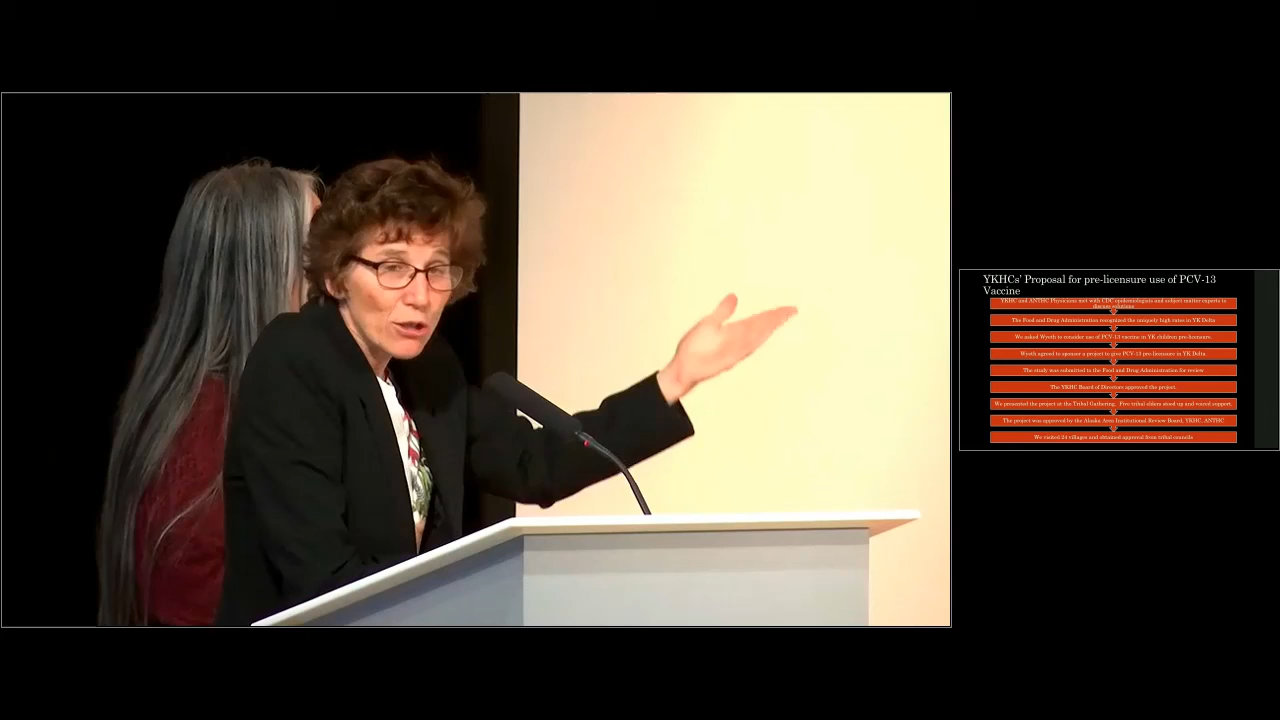 YKHCs' Proposal for pre-licensure use of PCV-13
Vaccine
YKHC and ANTHC Physicians met with CDC epidemiologists and subject matter experts to
discuss solutions
The Food and Drug Administration recognized the uniquely high rates in YK Delta
We asked Wyeth to consider use of PCV-13 vaccine in YK children pre-licensure.
Wyeth agreed to sponsor a project to give PCV-13 pre-licensure in YK Delta.
The study was submitted to the Food and Drug Administration for review
The YKHC Board of Directors approved the project.
We presented the project at the Tribal Gathering. Five tribal elders stood up and voiced support.
The project was approved by the Alaska Area Institutional Review Board, YKHC, ANTHC
We visited 24 villages and obtained approval from tribal councils